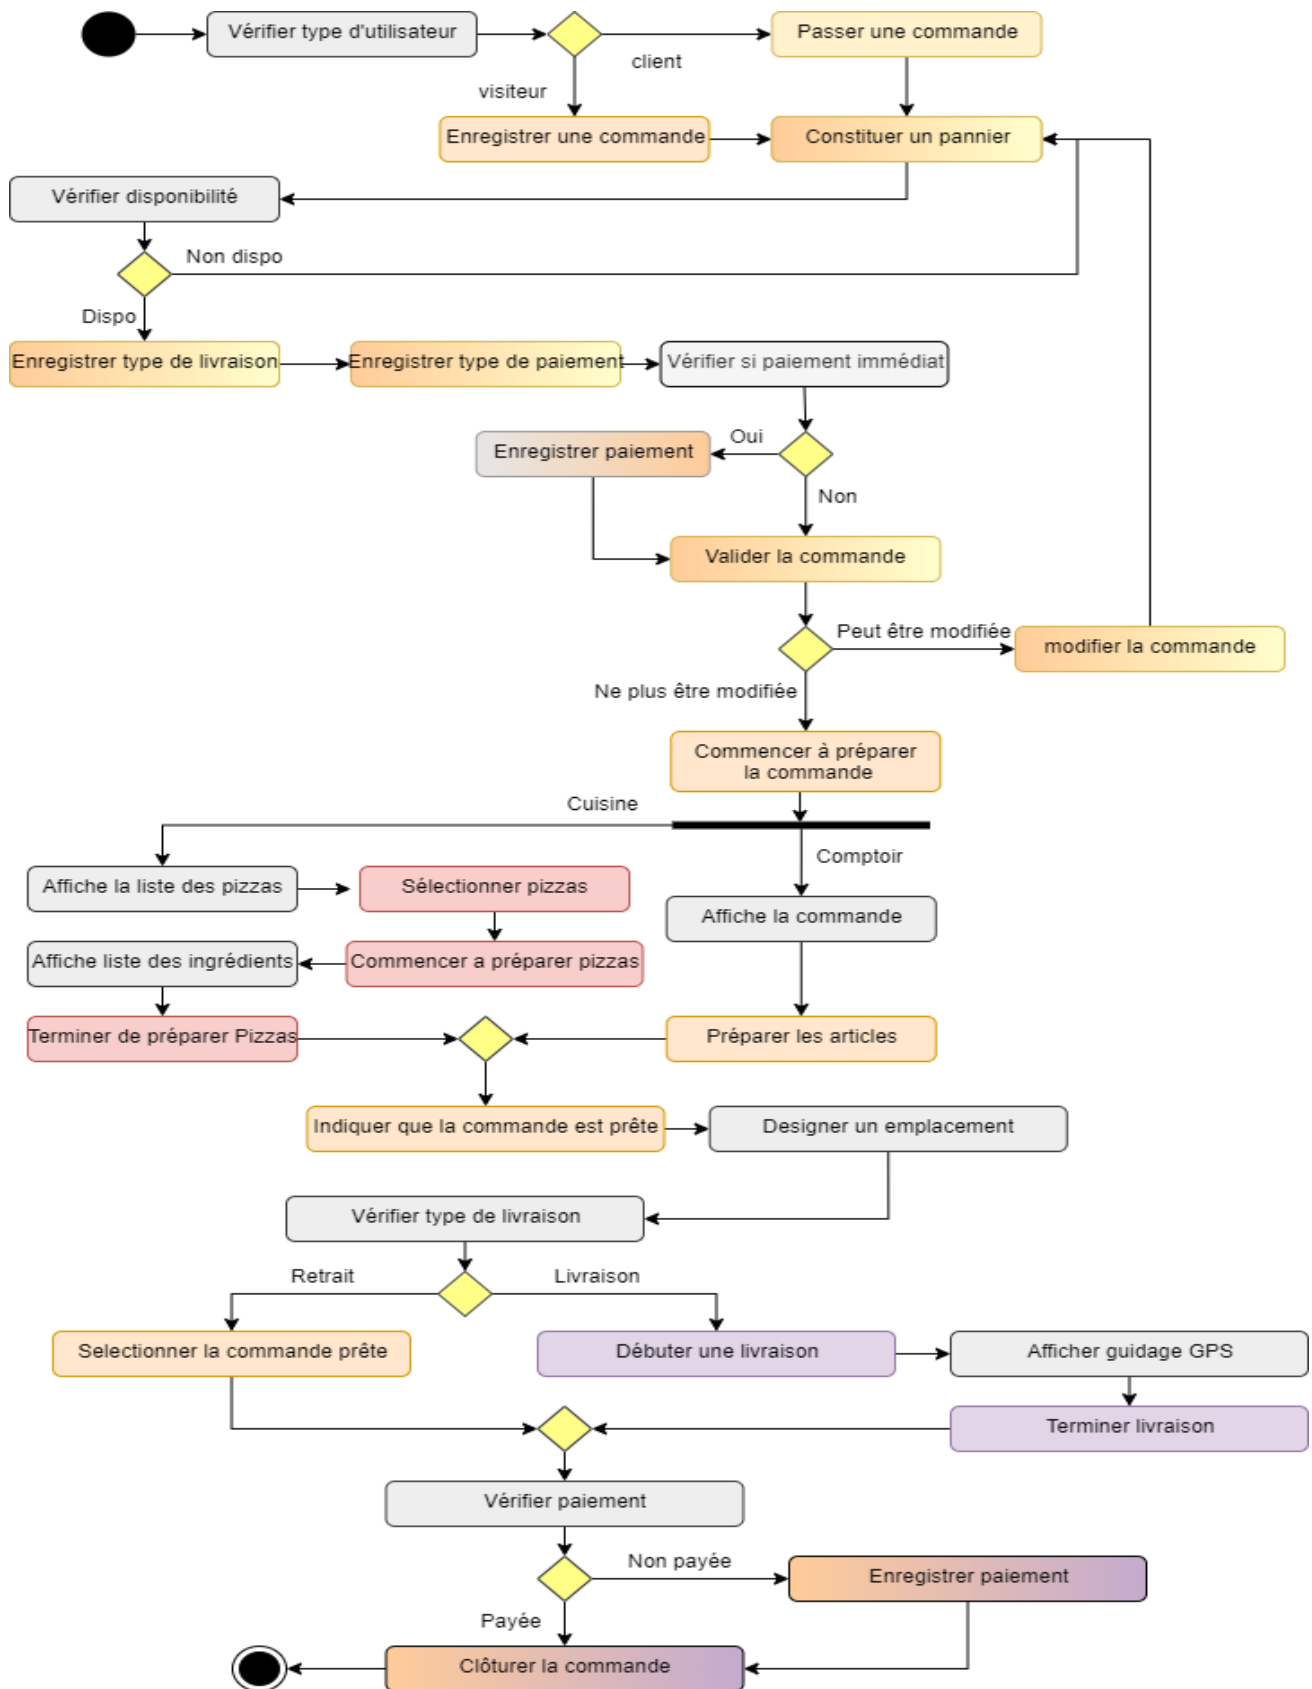 Vérifier type d'utilisateur
Passer une commande
client
visiteur
Enregistrer une commande
Constituer un pannier
Vérifier disponibilité
Non dispo
Dispo
Enregistrer type de livraison
Enregistrer type de paiement
Vérifier si paiement immédiat
Enregistrer paiement
Oui
Non
Valider la commande
Peut être modifiée
modifier la commande
Ne plus être modifiée
Commencer à préparer
la commande
Cuisine
Comptoir
Affiche la liste des pizzas
Sélectionner pizzas
Affiche la commande
Affiche liste des ingrédients
Commencer a préparer pizzas
Terminer de préparer Pizzas
Préparer les articles
Indiquer que la commande est prête
Designer un emplacement
Vérifier type de livraison
Retrait
Livraison
Selectionner la commande prête
Débuter une livraison
Afficher guidage GPS
Terminer livraison
Vérifier paiement
Non payée
Enregistrer paiement
Payée
Clôturer la commande